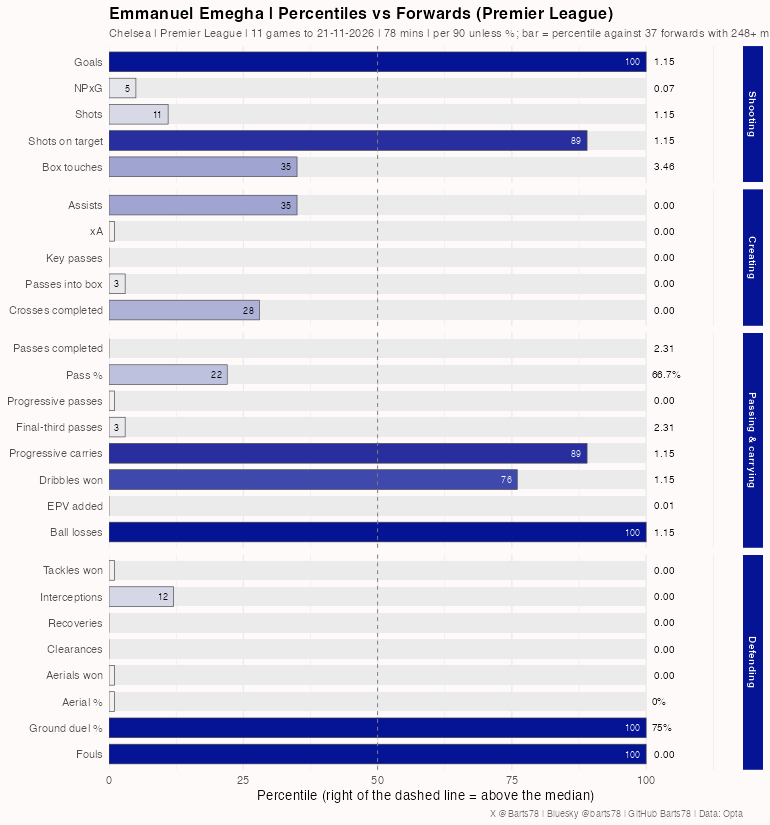 Emmanuel Emegha | Percentiles vs Forwards (Premier League)
Chelsea | Premier League | 11 games to 21-11-2026 | 78 mins | per 90 unless %; bar = percentile against 37 forwards with 248+ m
Goals 100 1.15
NPxG 5 0.07
Shots 11 1.15
Shots on target 89 1.15
Box touches 35 3.46
Shooting
Assists 35 0.00
xA 0.00
Key passes 0.00
Passes into box 3 0.00
Crosses completed 28 0.00
Creating
Passes completed 2.31
Pass % 22 66.7%
Progressive passes 0.00
Final-third passes 3 2.31
Progressive carries 89 1.15
Dribbles won 76 1.15
EPV added 0.01
Ball losses 100 1.15
Passing & carrying
Tackles won 0.00
Interceptions 12 0.00
Recoveries 0.00
Clearances 0.00
Aerials won 0.00
Aerial % 0%
Ground duel % 100 75%
Fouls 100 0.00
Defending
0 25 50 75 100
Percentile (right of the dashed line = above the median)
X @Barts78 | Bluesky @barts78 | GitHub Barts78 | Data: Opta